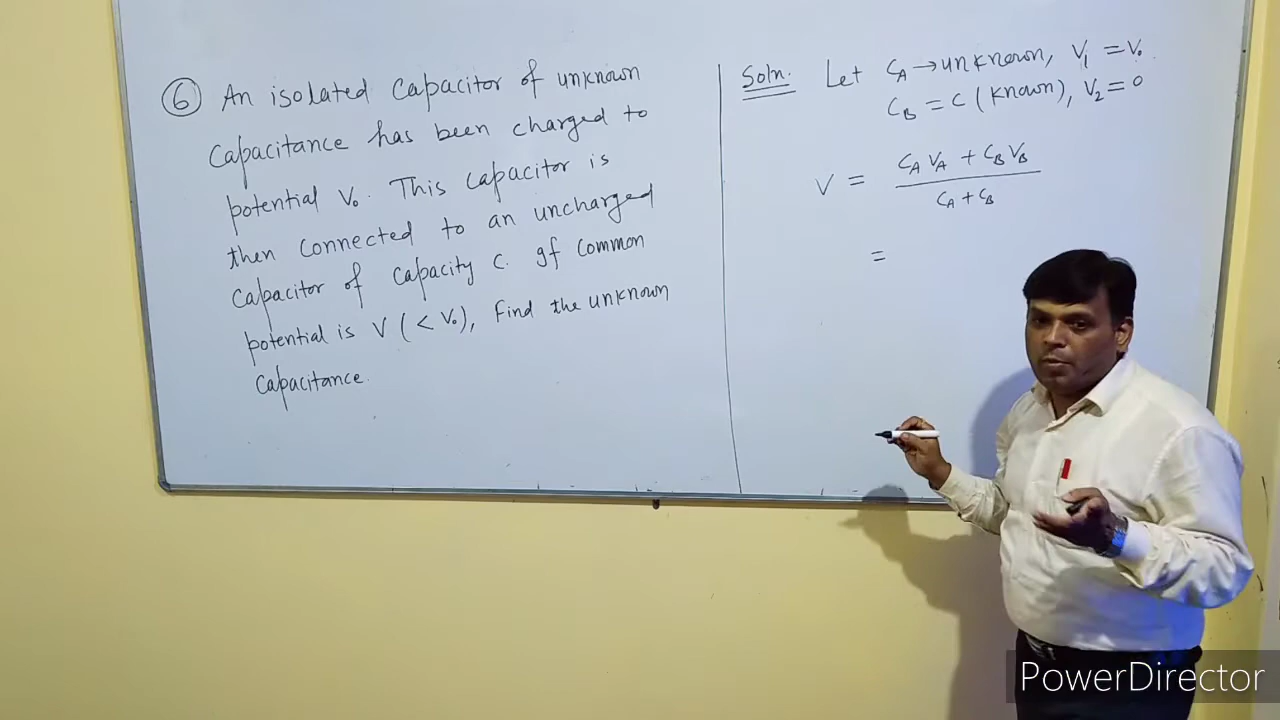 ⑥ An isolated capacitor of unknown
capacitance has been charged to
potential V₀. This capacitor is
then connected to an uncharged
capacitor of capacity C. If common
potential is V (< V₀), Find the unknown
capacitance.
Soln. Let C_A → unknown, V₁ = V₀.
C_B = C (known), V₂ = 0
V = (C_A V_A + C_B V_B) / (C_A + C_B)
=
PowerDirector